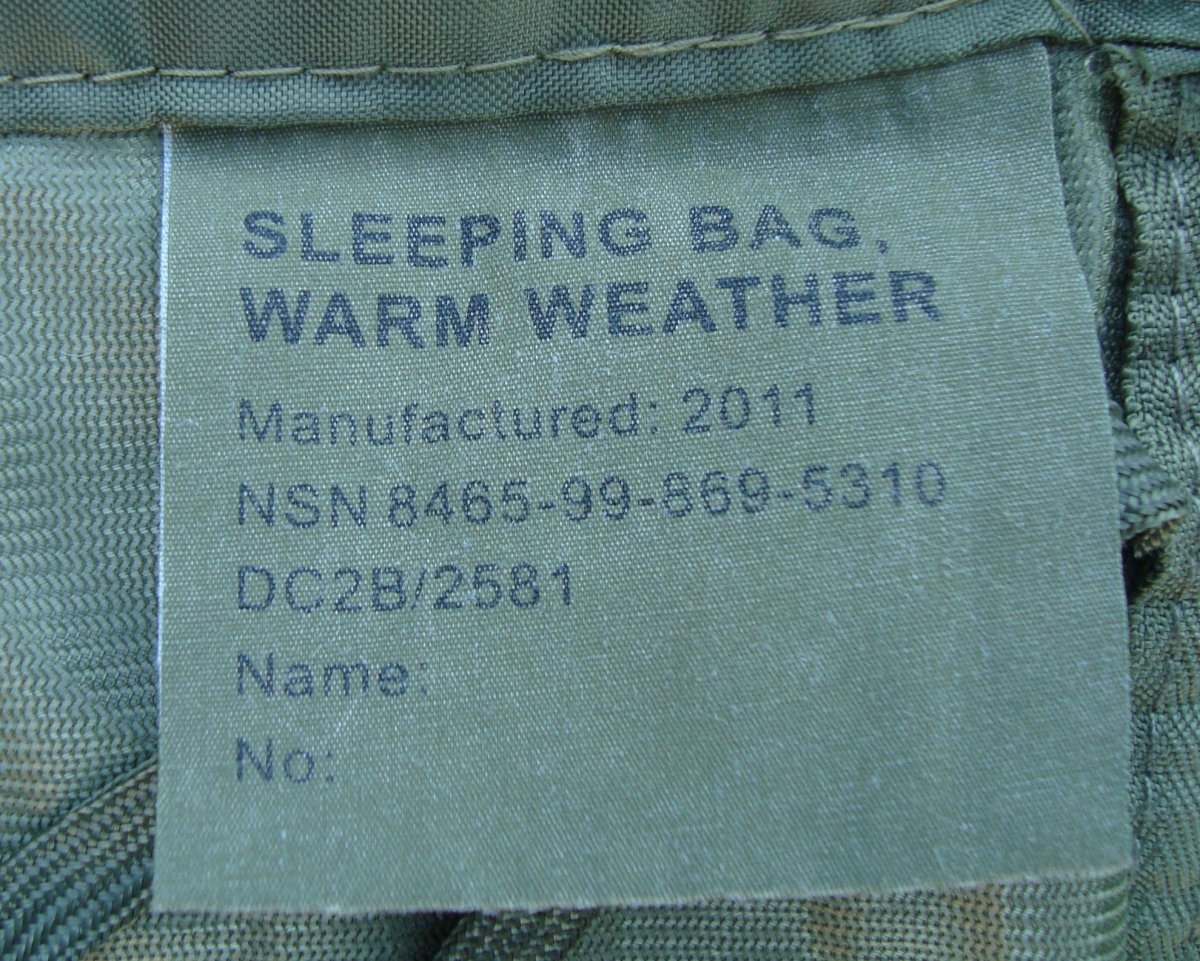 SLEEPING BAG,
WARM WEATHER
Manufactured: 2011
NSN 8465-99-869-5310
DC2B/2581
Name:
No: